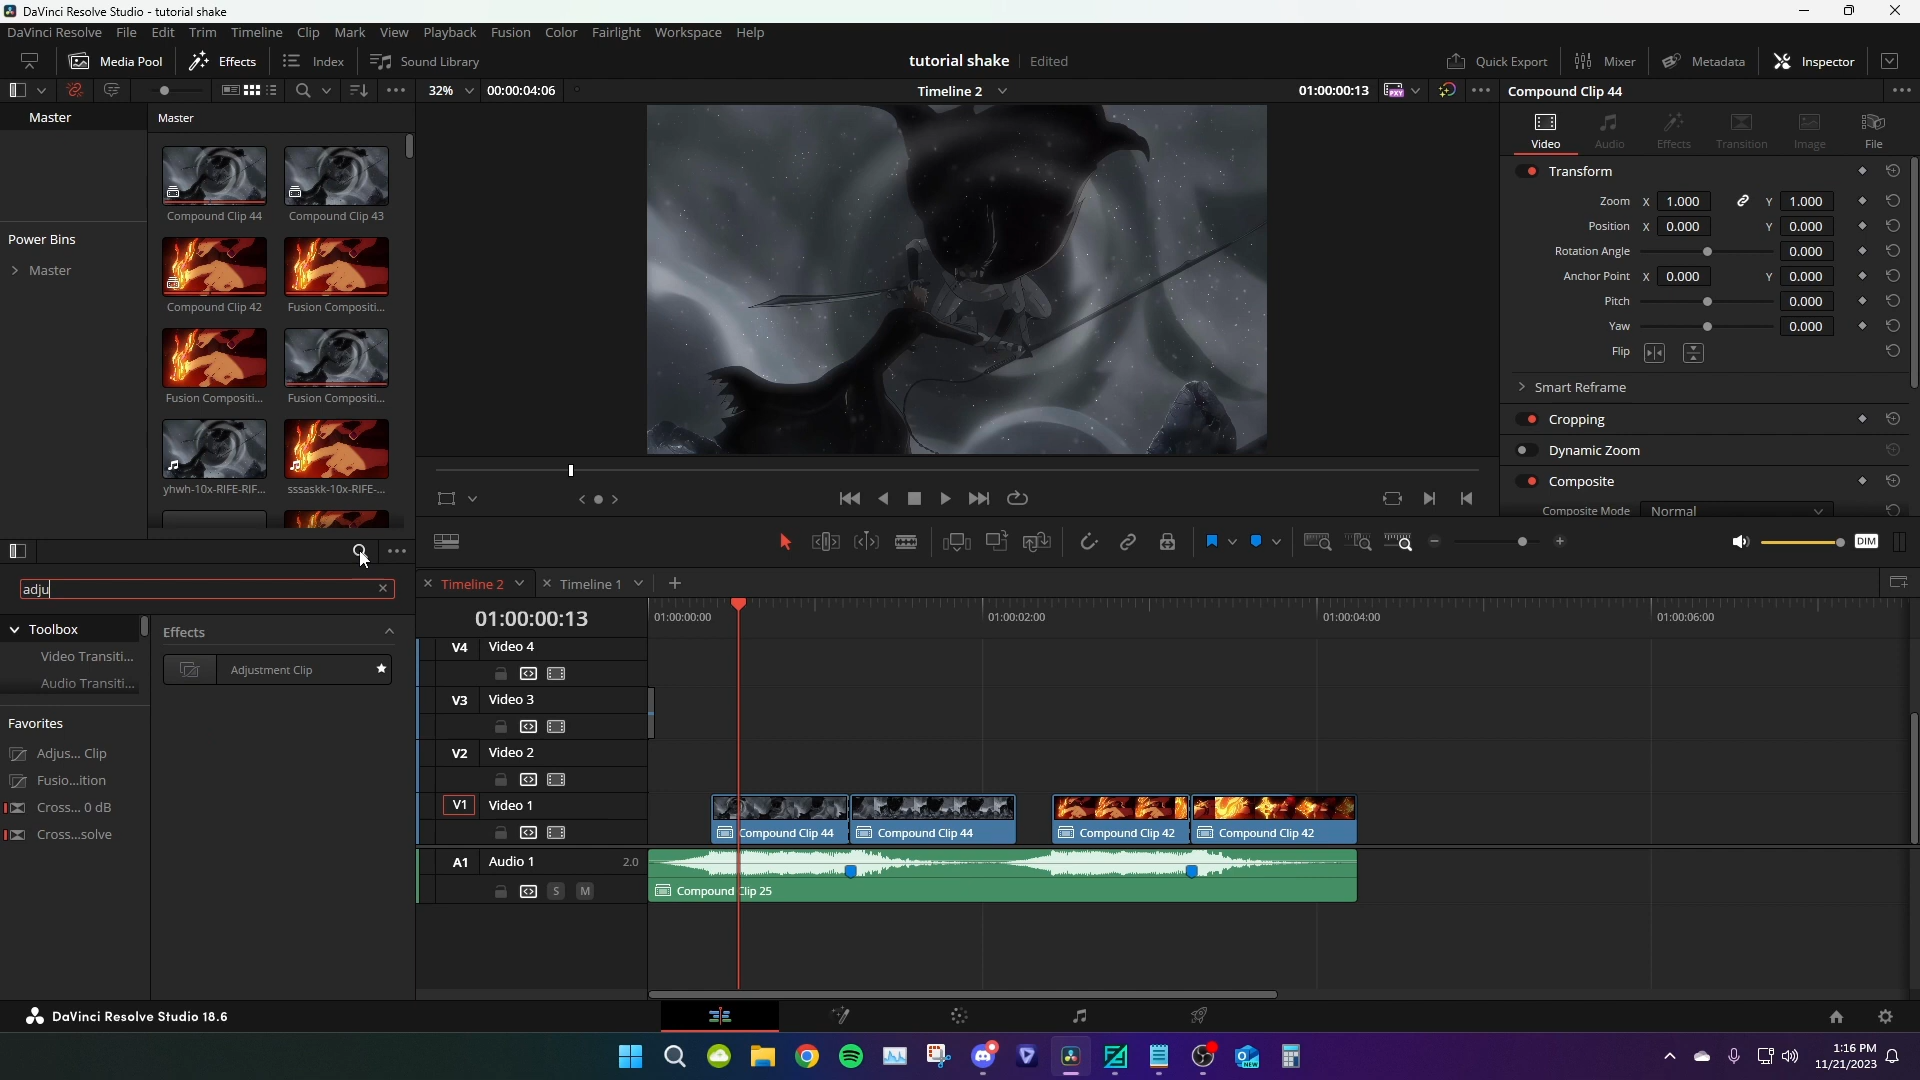 DaVinci Resolve Studio - tutorial shake
DaVinci Resolve File Edit Trim Timeline Clip Mark View Playback Fusion Color Fairlight Workspace Help
Media Pool Effects Index Sound Library tutorial shake Edited Quick Export Mixer Metadata Inspector
32% 00:00:04:06 Timeline 2 01:00:00:13 Compound Clip 44
Master Master
Video Audio Effects Transition Image File
Compound Clip 44 Compound Clip 43
Power Bins
Master
Compound Clip 42 Fusion Compositi...
Fusion Compositi... Fusion Compositi...
yhwh-10x-RIFE-RIF... sssaskk-10x-RIFE-...
Transform
Zoom X 1.000 Y 1.000
Position X 0.000 Y 0.000
Rotation Angle 0.000
Anchor Point X 0.000 Y 0.000
Pitch 0.000
Yaw 0.000
Flip
Smart Reframe
Cropping
Dynamic Zoom
Composite
Composite Mode Normal
DIM
adju
Toolbox
Video Transiti...
Audio Transiti...
Effects
Adjustment Clip
Favorites
Adjus... Clip
Fusio...ition
Cross... 0 dB
Cross...solve
Timeline 2 Timeline 1
01:00:00:13 01:00:00:00 01:00:02:00 01:00:04:00 01:00:06:00
V4 Video 4
V3 Video 3
V2 Video 2
V1 Video 1
Compound Clip 44 Compound Clip 44 Compound Clip 42 Compound Clip 42
A1 Audio 1 2.0
S M
Compound Clip 25
DaVinci Resolve Studio 18.6
NEW
1:16 PM
11/21/2023